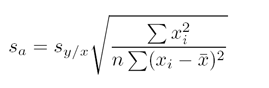 $s_a = s_{y/x}\sqrt{\frac{\sum x_i^2}{n\sum(x_i - \bar{x})^2}}$